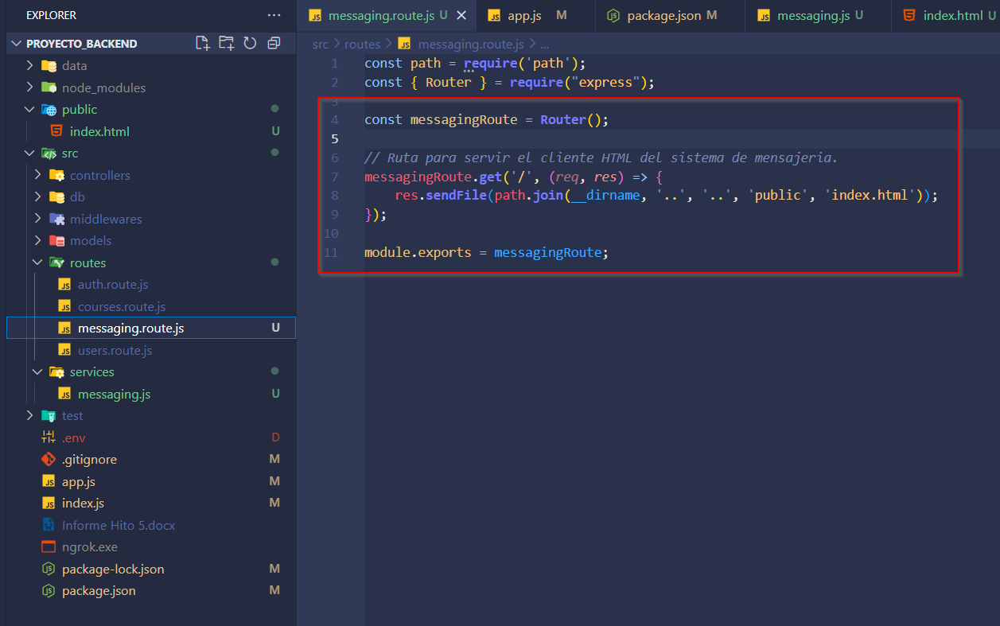 EXPLORER ...
PROYECTO_BACKEND
data
node_modules
public
index.html U
src
controllers
db
middlewares
models
routes
auth.route.js
courses.route.js
messaging.route.js U
users.route.js
services
messaging.js U
test
.env D
.gitignore M
app.js M
index.js M
Informe Hito 5.docx
ngrok.exe
package-lock.json M
package.json M
messaging.route.js U app.js M package.json M messaging.js U index.html U
src > routes > messaging.route.js > ...
1 const path = require('path');
2 const { Router } = require("express");
3
4 const messagingRoute = Router();
5
6 // Ruta para servir el cliente HTML del sistema de mensajeria.
7 messagingRoute.get('/', (req, res) => {
8     res.sendFile(path.join(__dirname, '..', '..', 'public', 'index.html'));
9 });
10
11 module.exports = messagingRoute;